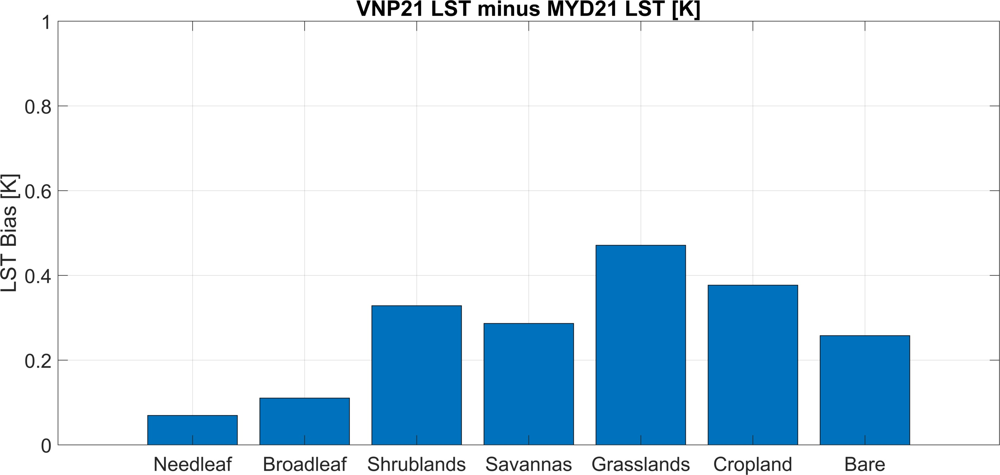 VNP21 LST minus MYD21 LST [K]
LST Bias [K]
1
0.8
0.6
0.4
0.2
0
Needleaf Broadleaf Shrublands Savannas Grasslands Cropland Bare